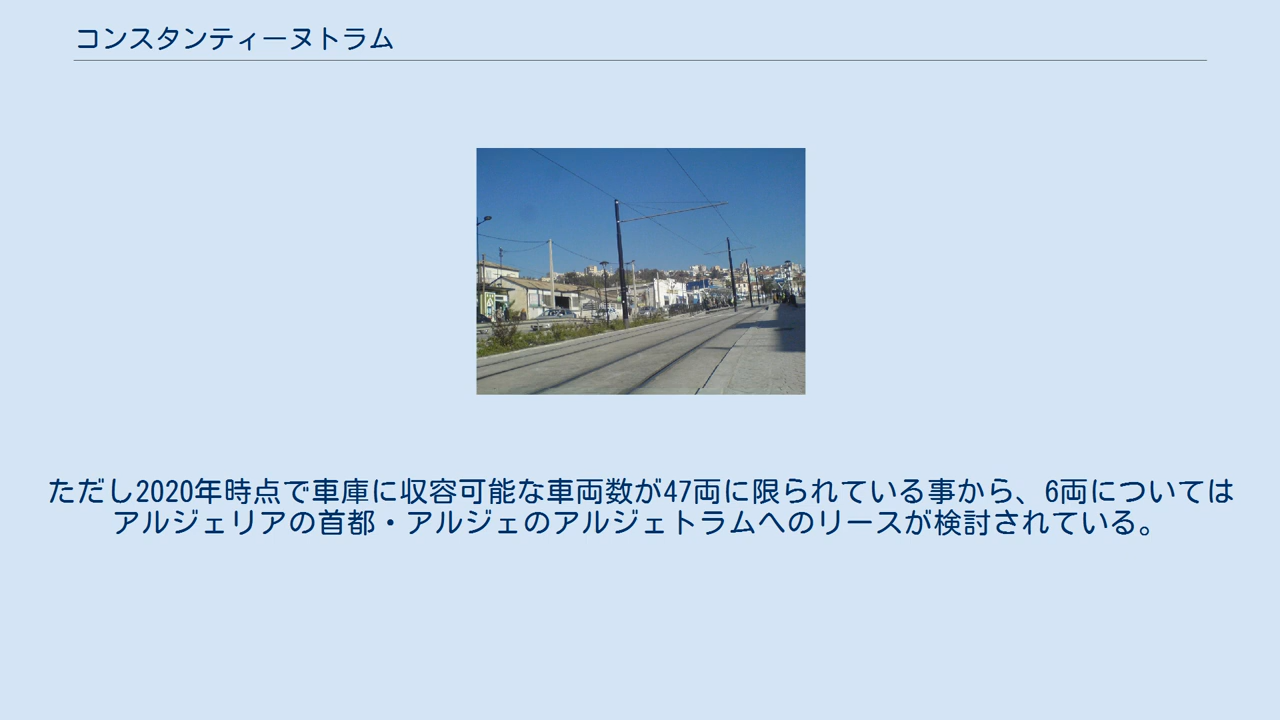 コンスタンティーヌトラム
ただし2020年時点で車庫に収容可能な車両数が47両に限られている事から、6両については
アルジェリアの首都・アルジェのアルジェトラムへのリースが検討されている。